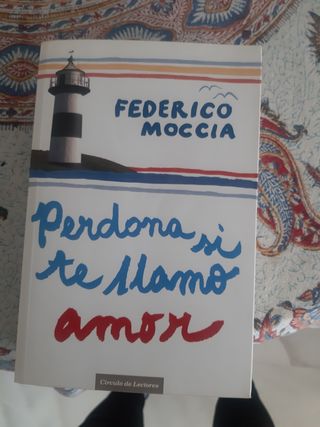 FEDERICO
MOCCIA
Perdona si
te llamo
amor
Círculo de Lectores